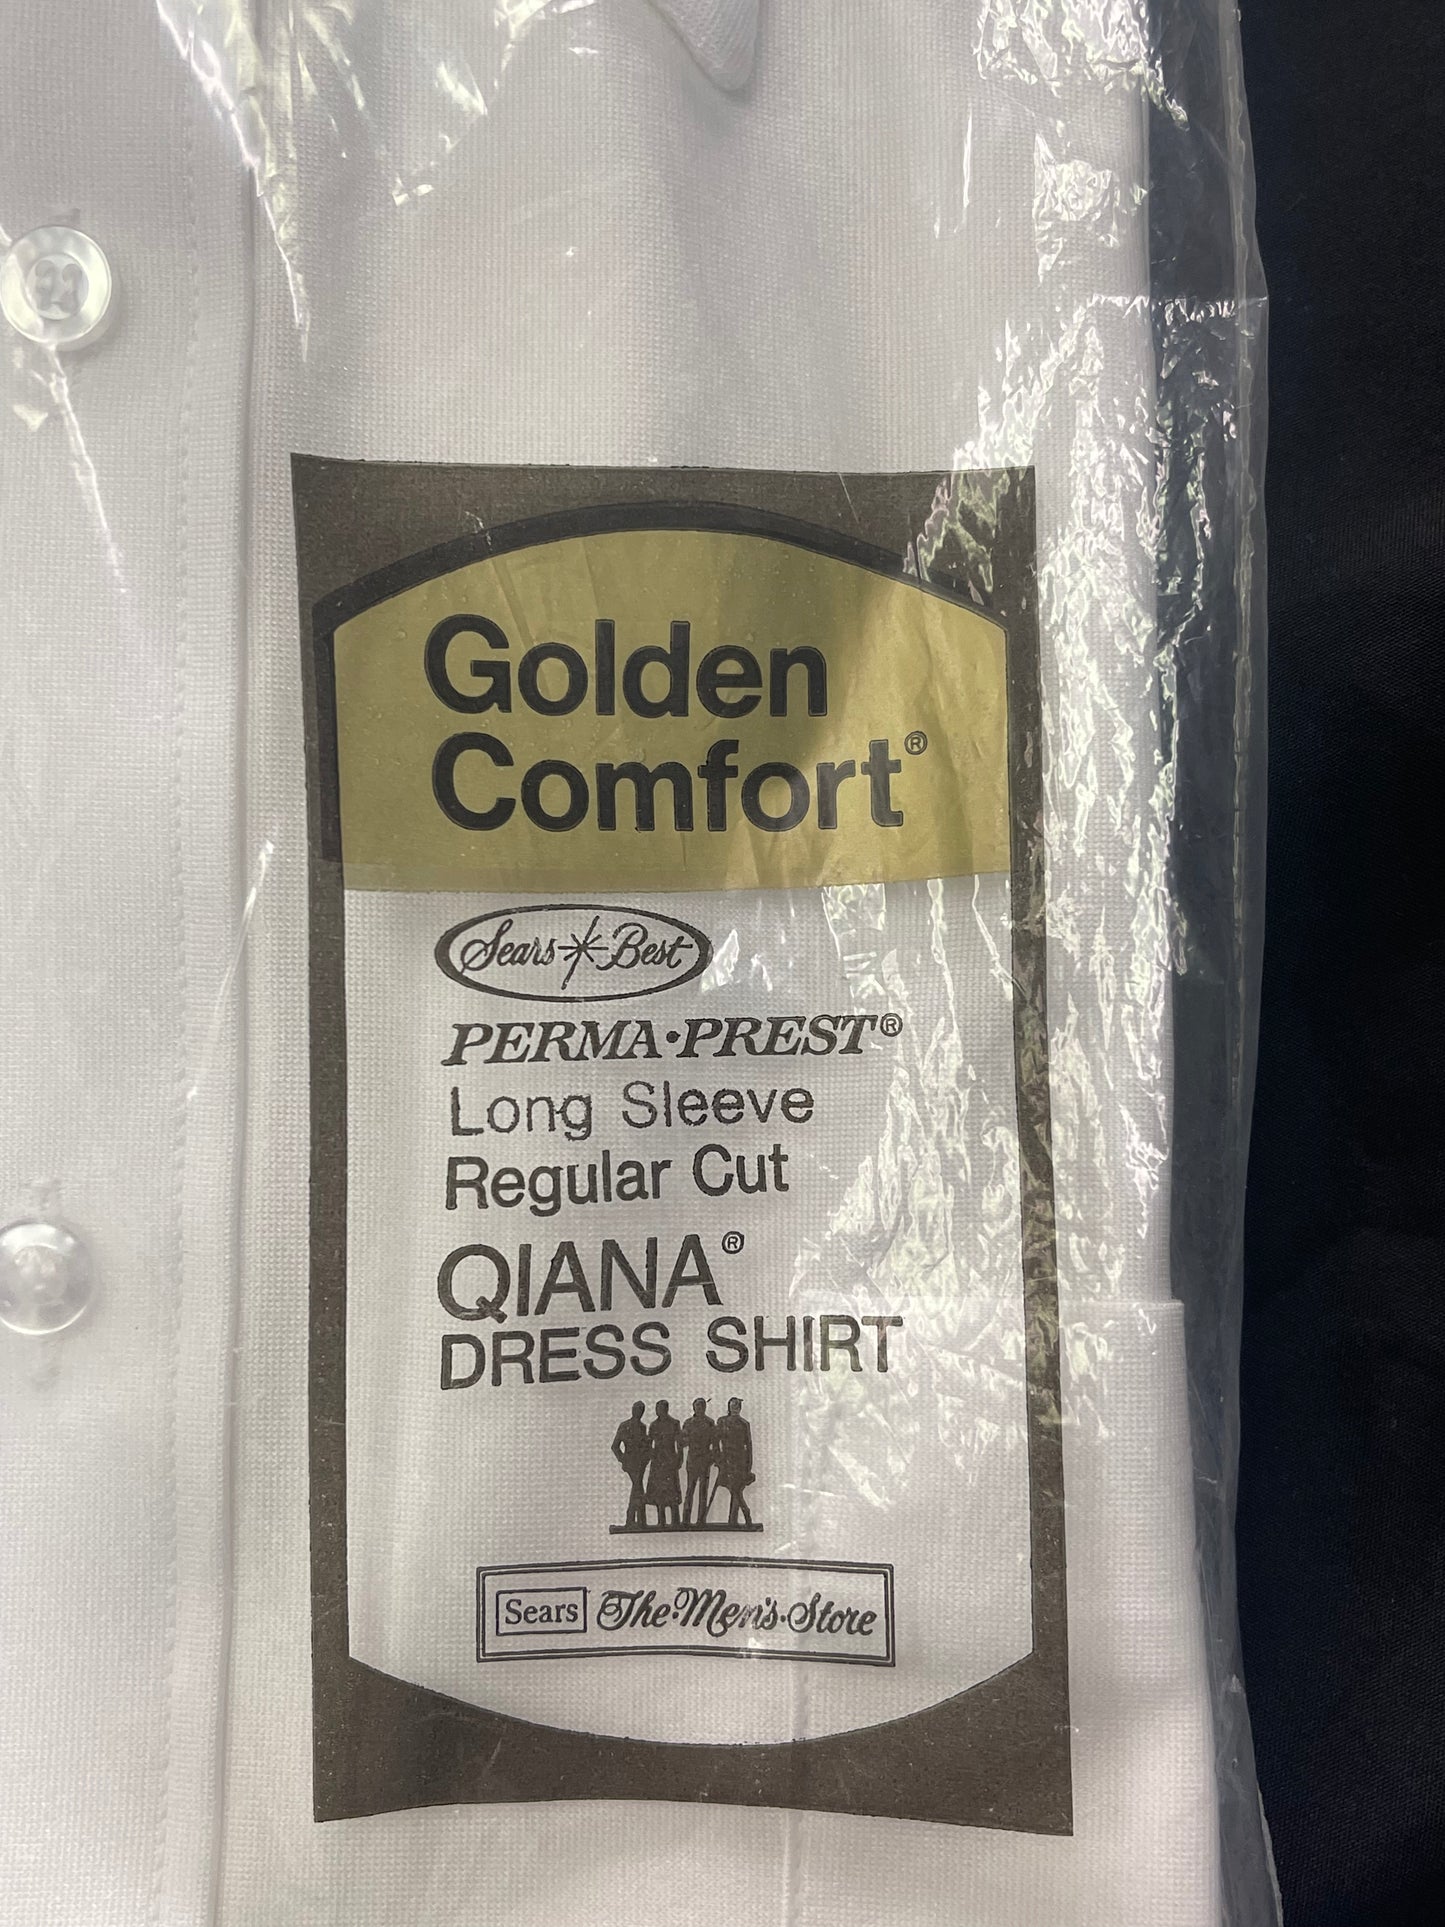 Golden
Comfort®
Sears Best
PERMA·PREST®
Long Sleeve
Regular Cut
QIANA®
DRESS SHIRT
Sears The·Men's·Store